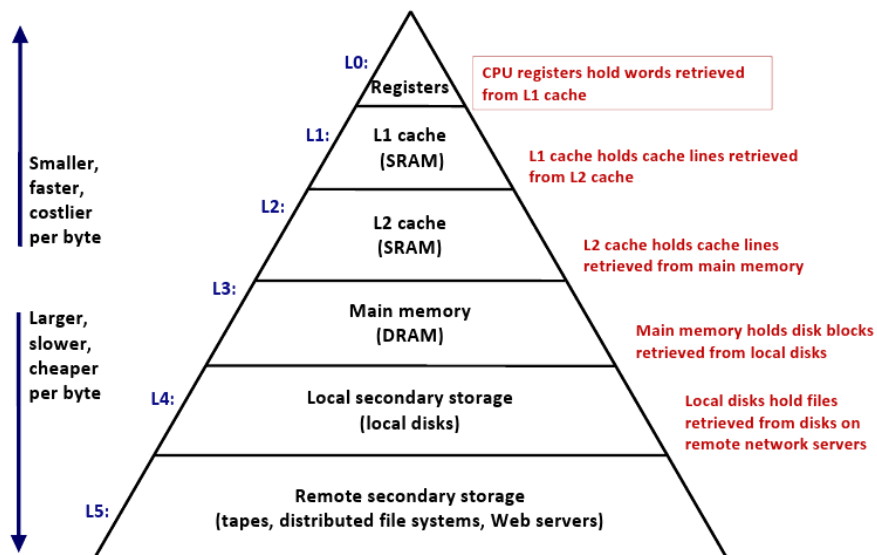 L0:
Registers
CPU registers hold words retrieved
from L1 cache
L1:
L1 cache
(SRAM)
L1 cache holds cache lines retrieved
from L2 cache
Smaller,
faster,
costlier
per byte
L2:
L2 cache
(SRAM)
L2 cache holds cache lines
retrieved from main memory
L3:
Main memory
(DRAM)
Main memory holds disk blocks
retrieved from local disks
Larger,
slower,
cheaper
per byte
L4:
Local secondary storage
(local disks)
Local disks hold files
retrieved from disks on
remote network servers
L5:
Remote secondary storage
(tapes, distributed file systems, Web servers)